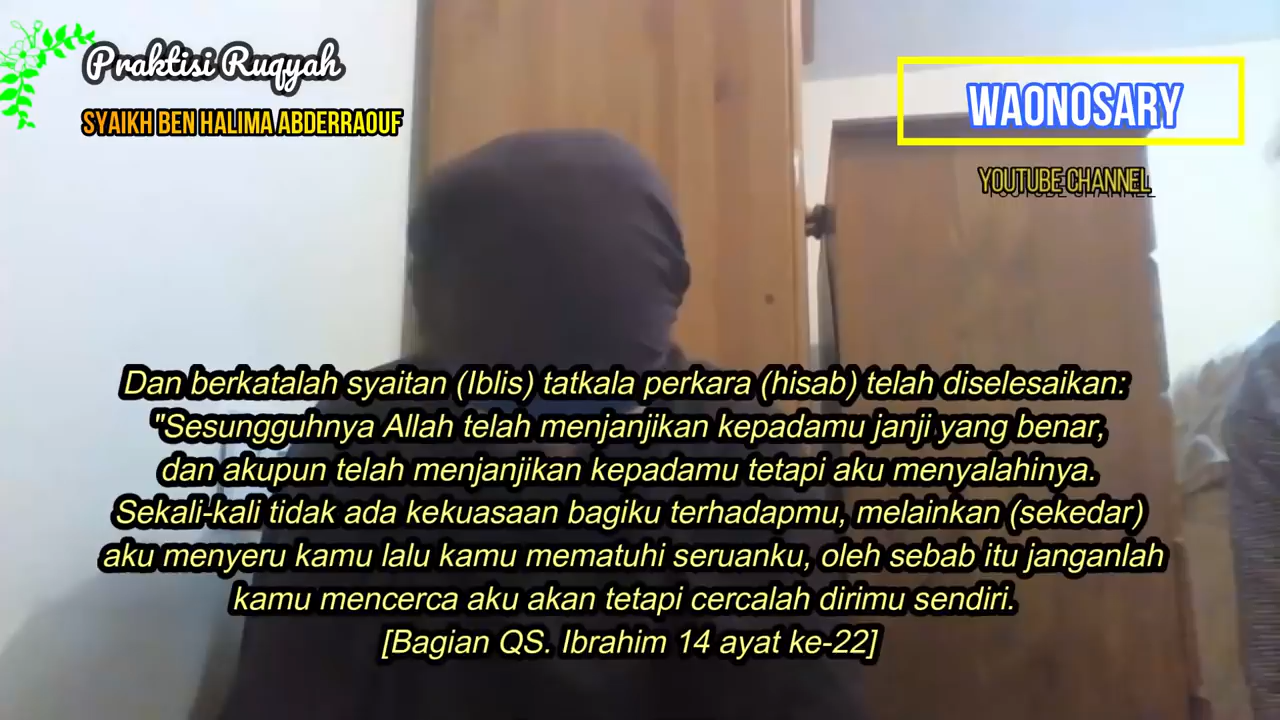 Praktisi Ruqyah
SYAIKH BEN HALIMA ABDERRAOUF
WAONOSARY
YOUTUBE CHANNEL
Dan berkatalah syaitan (Iblis) tatkala perkara (hisab) telah diselesaikan:
"Sesungguhnya Allah telah menjanjikan kepadamu janji yang benar,
dan akupun telah menjanjikan kepadamu tetapi aku menyalahinya.
Sekali-kali tidak ada kekuasaan bagiku terhadapmu, melainkan (sekedar)
aku menyeru kamu lalu kamu mematuhi seruanku, oleh sebab itu janganlah
kamu mencerca aku akan tetapi cercalah dirimu sendiri.
[Bagian QS. Ibrahim 14 ayat ke-22]